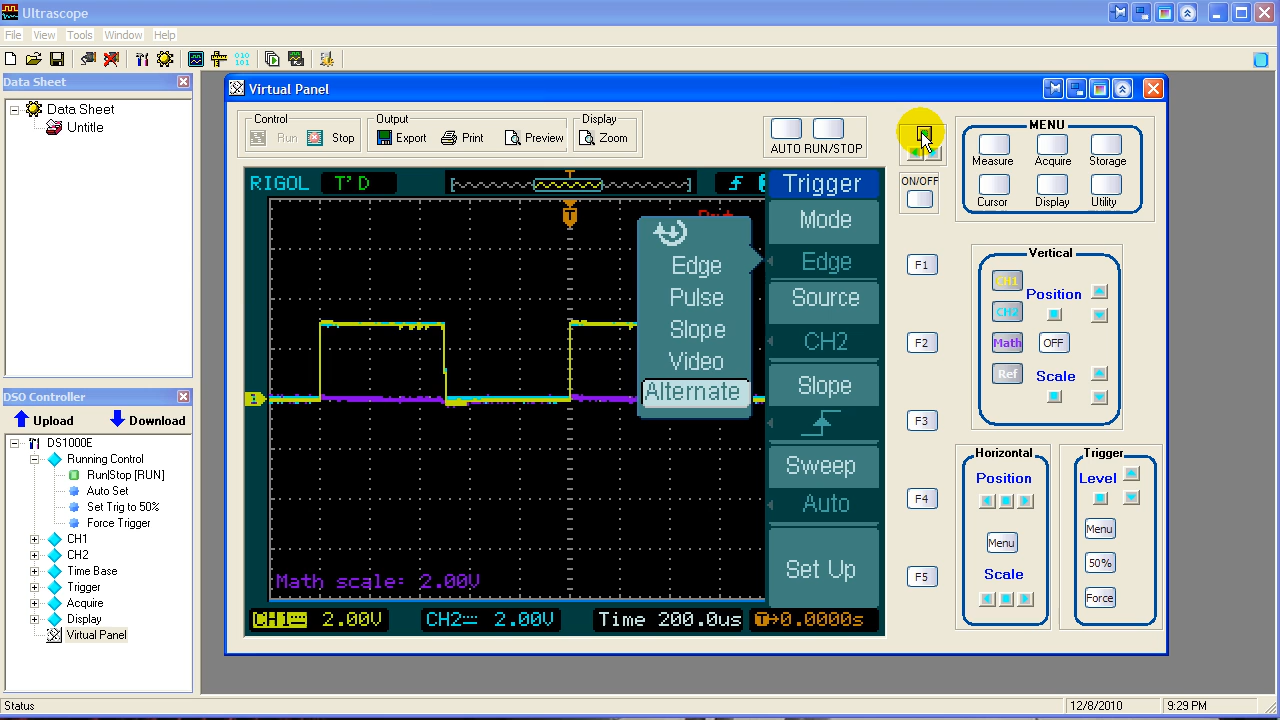 Ultrascope
File View Tools Window Help
Data Sheet
Data Sheet
Untitle
DSO Controller
Upload Download
DS1000E
Running Control
Run|Stop [RUN]
Auto Set
Set Trig to 50%
Force Trigger
CH1
CH2
Time Base
Trigger
Acquire
Display
Virtual Panel
Virtual Panel
Control
Run Stop
Output
Export Print Preview
Display
Zoom
AUTO RUN/STOP
ON/OFF
MENU
Measure Acquire Storage
Cursor Display Utility
RIGOL T'D
T
Trigger
Mode
Edge
Source
CH2
Slope
Sweep
Auto
Set Up
Edge
Pulse
Slope
Video
Alternate
1
Math scale: 2.00V
CH1 2.00V CH2 2.00V Time 200.0us T→0.0000s
F1
F2
F3
F4
F5
Vertical
CH1
CH2
Math
Ref
Position
OFF
Scale
Horizontal
Position
Menu
Scale
Trigger
Level
Menu
50%
Force
Status 12/8/2010 9:29 PM